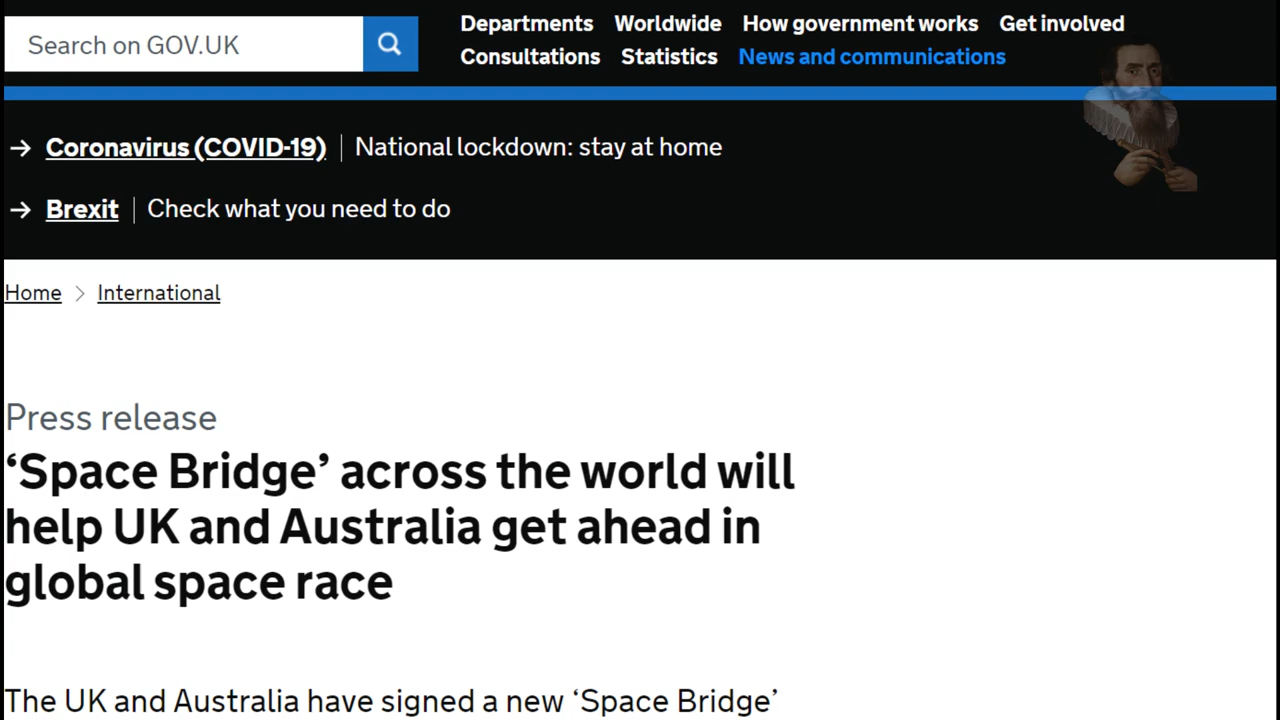 Search on GOV.UK
Departments Worldwide How government works Get involved
Consultations Statistics News and communications
→ Coronavirus (COVID-19) | National lockdown: stay at home
→ Brexit | Check what you need to do
Home > International
Press release
‘Space Bridge’ across the world will
help UK and Australia get ahead in
global space race
The UK and Australia have signed a new ‘Space Bridge’